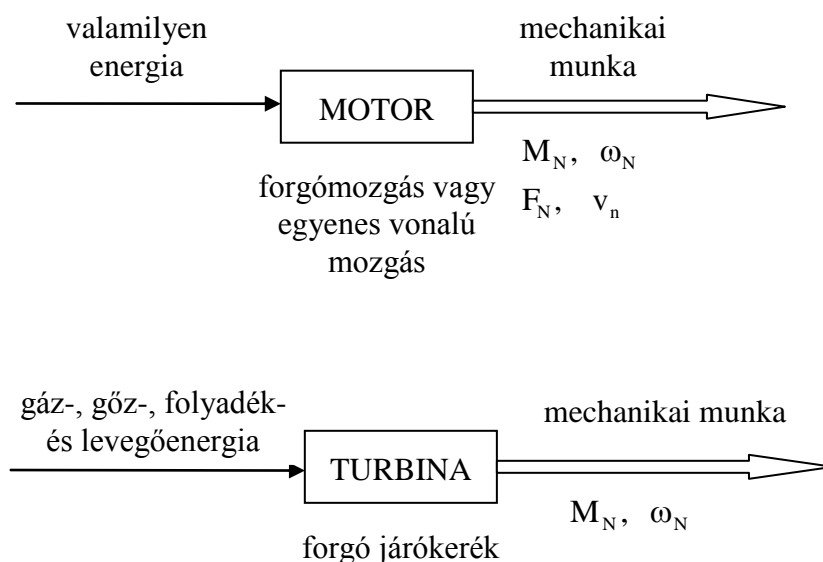 valamilyen
energia
MOTOR
mechanikai
munka
M_N, ω_N
F_N, v_n
forgómozgás vagy
egyenes vonalú
mozgás
gáz-, gőz-, folyadék-
és levegőenergia
TURBINA
mechanikai munka
M_N, ω_N
forgó járókerék